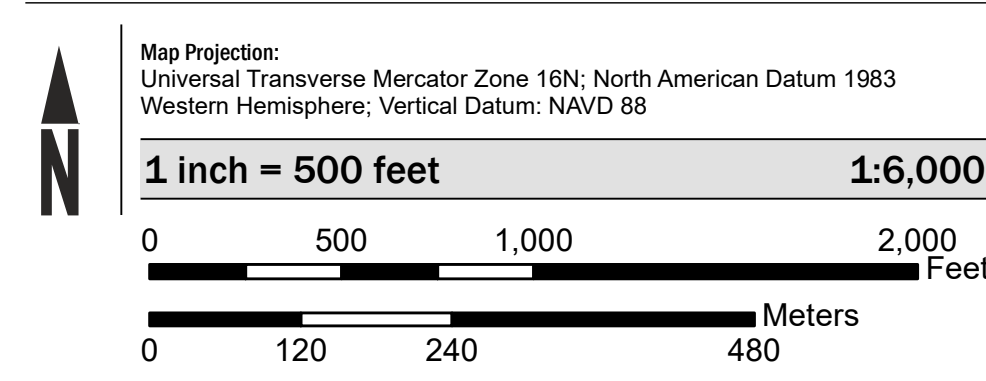 Map Projection:
Universal Transverse Mercator Zone 16N; North American Datum 1983
Western Hemisphere; Vertical Datum: NAVD 88
N
1 inch = 500 feet 1:6,000
0 500 1,000 2,000
Feet
Meters
0 120 240 480